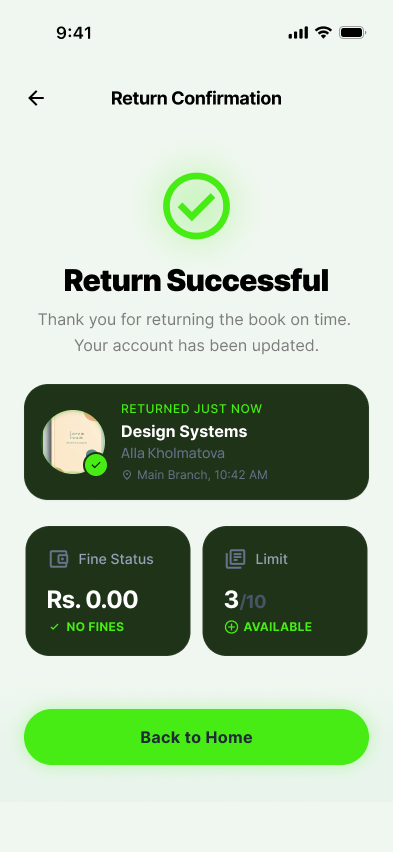 9:41
Return Confirmation
Return Successful
Thank you for returning the book on time.
Your account has been updated.
RETURNED JUST NOW
Design Systems
Alla Kholmatova
Main Branch, 10:42 AM
Fine Status
Rs. 0.00
NO FINES
Limit
3/10
AVAILABLE
Back to Home